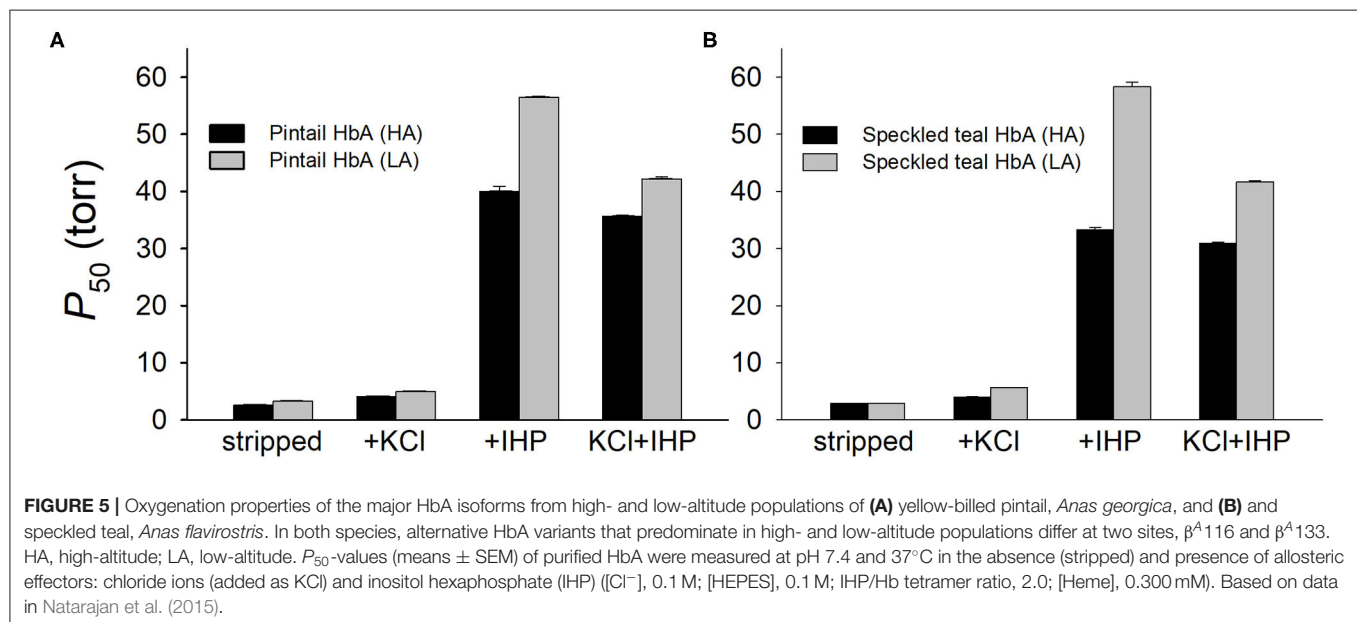 A
P50 (torr)
60
50
40
30
20
10
0
Pintail HbA (HA)
Pintail HbA (LA)
stripped
+KCl
+IHP
KCl+IHP
B
60
50
40
30
20
10
0
Speckled teal HbA (HA)
Speckled teal HbA (LA)
stripped
+KCl
+IHP
KCl+IHP
FIGURE 5 | Oxygenation properties of the major HbA isoforms from high- and low-altitude populations of (A) yellow-billed pintail, Anas georgica, and (B) and
speckled teal, Anas flavirostris. In both species, alternative HbA variants that predominate in high- and low-altitude populations differ at two sites, β^A116 and β^A133.
HA, high-altitude; LA, low-altitude. P50-values (means ± SEM) of purified HbA were measured at pH 7.4 and 37°C in the absence (stripped) and presence of allosteric
effectors: chloride ions (added as KCl) and inositol hexaphosphate (IHP) ([Cl⁻], 0.1 M; [HEPES], 0.1 M; IHP/Hb tetramer ratio, 2.0; [Heme], 0.300 mM). Based on data
in Natarajan et al. (2015).